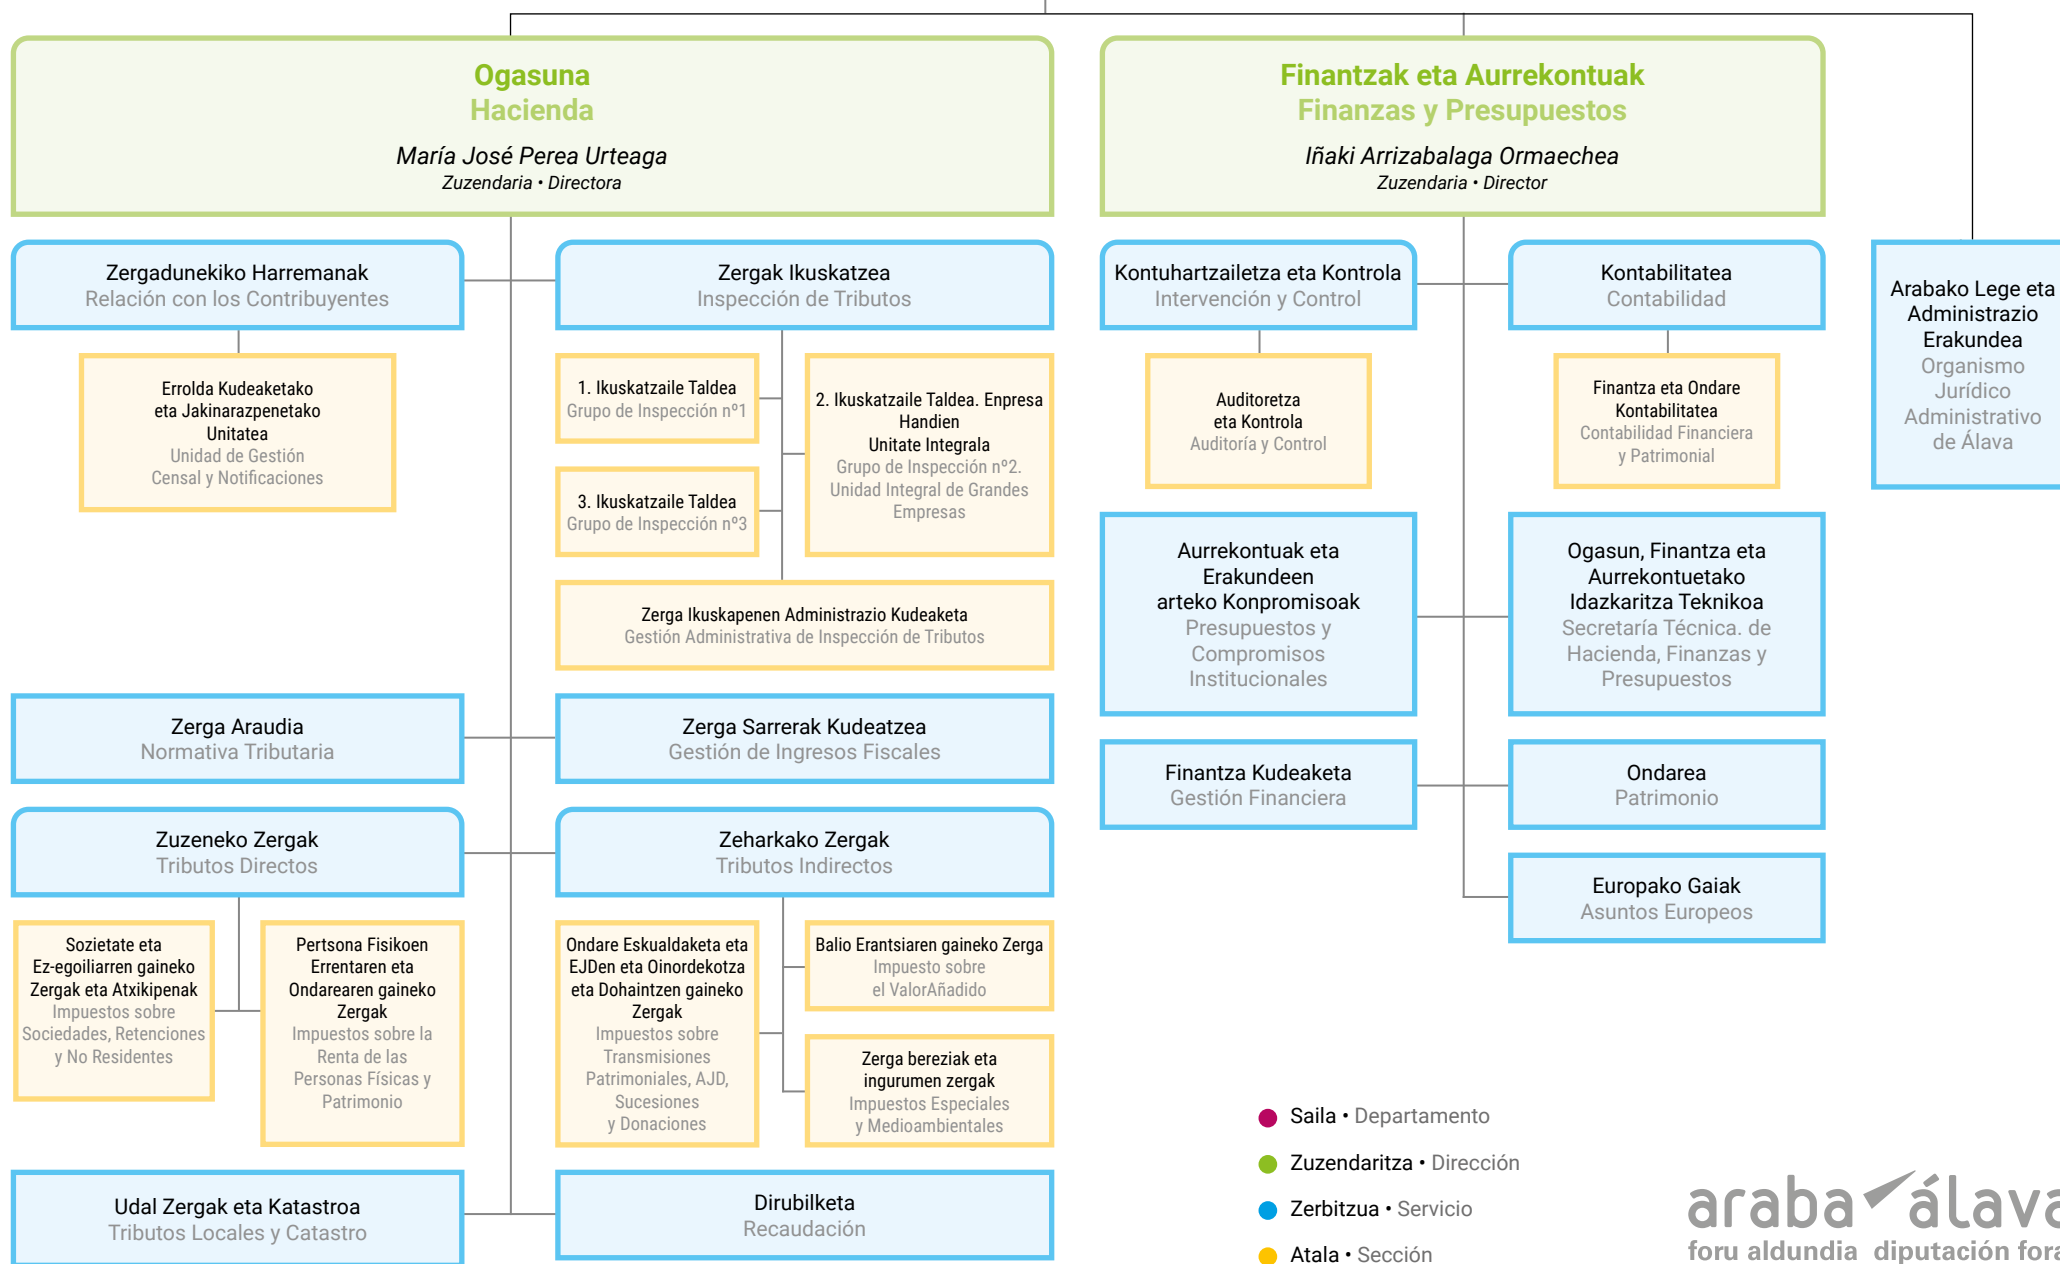 Ogasuna
Hacienda
María José Perea Urteaga
Zuzendaria • Directora
Finantzak eta Aurrekontuak
Finanzas y Presupuestos
Iñaki Arrizabalaga Ormaechea
Zuzendaria • Director
Zergadunekiko Harremanak
Relación con los Contribuyentes
Errolda Kudeaketako
eta Jakinarazpenetako
Unitatea
Unidad de Gestión
Censal y Notificaciones
Zergak Ikuskatzea
Inspección de Tributos
1. Ikuskatzaile Taldea
Grupo de Inspección nº1
2. Ikuskatzaile Taldea. Enpresa
Handien
Unitate Integrala
Grupo de Inspección nº2.
Unidad Integral de Grandes
Empresas
3. Ikuskatzaile Taldea
Grupo de Inspección nº3
Zerga Ikuskapenen Administrazio Kudeaketa
Gestión Administrativa de Inspección de Tributos
Zerga Araudia
Normativa Tributaria
Zerga Sarrerak Kudeatzea
Gestión de Ingresos Fiscales
Zuzeneko Zergak
Tributos Directos
Sozietate eta
Ez-egoiliarren gaineko
Zergak eta Atxikipenak
Impuestos sobre
Sociedades, Retenciones
y No Residentes
Pertsona Fisikoen
Errentaren eta
Ondarearen gaineko
Zergak
Impuestos sobre la
Renta de las
Personas Físicas y
Patrimonio
Zeharkako Zergak
Tributos Indirectos
Ondare Eskualdaketa eta
EJDen eta Oinordekotza
eta Dohaintzen gaineko
Zergak
Impuestos sobre
Transmisiones
Patrimoniales, AJD,
Sucesiones
y Donaciones
Balio Erantsiaren gaineko Zerga
Impuesto sobre
el ValorAñadido
Zerga bereziak eta
ingurumen zergak
Impuestos Especiales
y Medioambientales
Udal Zergak eta Katastroa
Tributos Locales y Catastro
Dirubilketa
Recaudación
Kontuhartzailetza eta Kontrola
Intervención y Control
Auditoretza
eta Kontrola
Auditoría y Control
Kontabilitatea
Contabilidad
Finantza eta Ondare
Kontabilitatea
Contabilidad Financiera
y Patrimonial
Aurrekontuak eta
Erakundeen
arteko Konpromisoak
Presupuestos y
Compromisos
Institucionales
Ogasun, Finantza eta
Aurrekontuetako
Idazkaritza Teknikoa
Secretaría Técnica. de
Hacienda, Finanzas y
Presupuestos
Finantza Kudeaketa
Gestión Financiera
Ondarea
Patrimonio
Europako Gaiak
Asuntos Europeos
Arabako Lege eta
Administrazio
Erakundea
Organismo
Jurídico
Administrativo
de Álava
Saila • Departamento
Zuzendaritza • Dirección
Zerbitzua • Servicio
Atala • Sección
araba álava
foru aldundia diputación fora